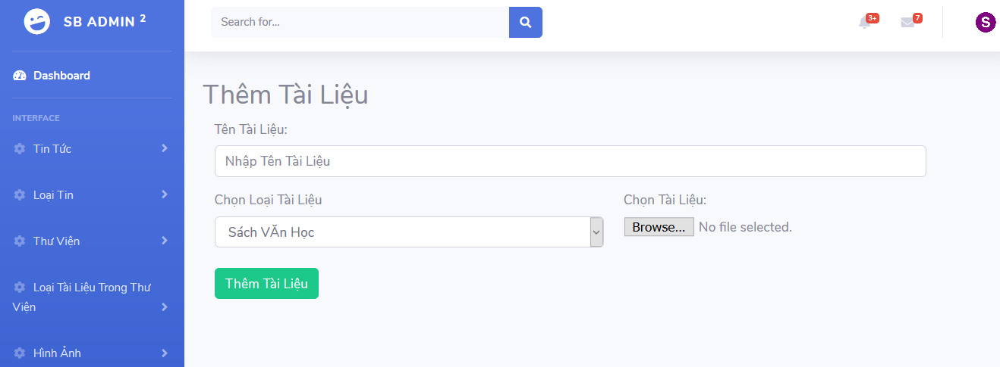 SB ADMIN 2
Search for...
3+
7
S
Dashboard
INTERFACE
Tin Tức
Loại Tin
Thư Viện
Loại Tài Liệu Trong Thư
Viện
Hình Ảnh
Thêm Tài Liệu
Tên Tài Liệu:
Nhập Tên Tài Liệu
Chọn Loại Tài Liệu
Chọn Tài Liệu:
Sách VĂn Học
Browse... No file selected.
Thêm Tài Liệu